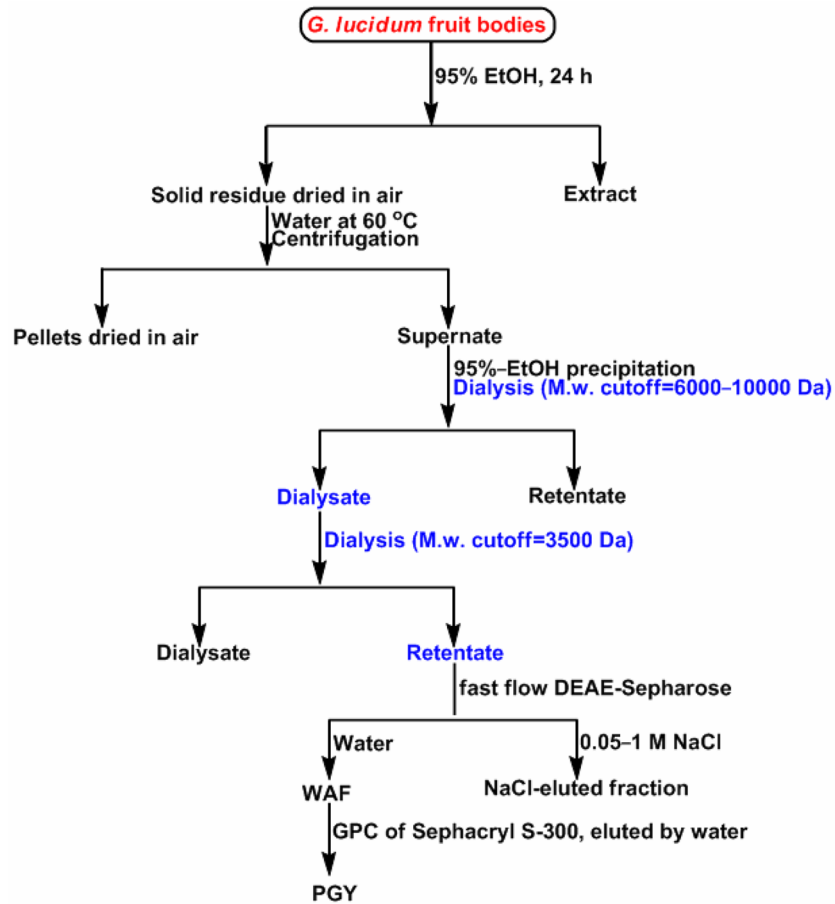 G. lucidum fruit bodies
95% EtOH, 24 h
Solid residue dried in air
Extract
Water at 60 °C
Centrifugation
Pellets dried in air
Supernate
95%–EtOH precipitation
Dialysis (M.w. cutoff=6000–10000 Da)
Dialysate
Retentate
Dialysis (M.w. cutoff=3500 Da)
Dialysate
Retentate
fast flow DEAE-Sepharose
Water
0.05–1 M NaCl
WAF
NaCl-eluted fraction
GPC of Sephacryl S-300, eluted by water
PGY